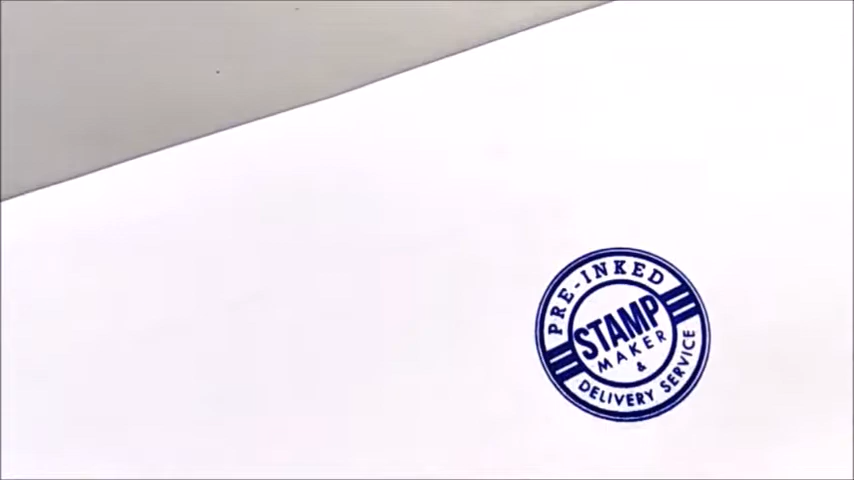 PRE-INKED
STAMP
MAKER
&
DELIVERY SERVICE